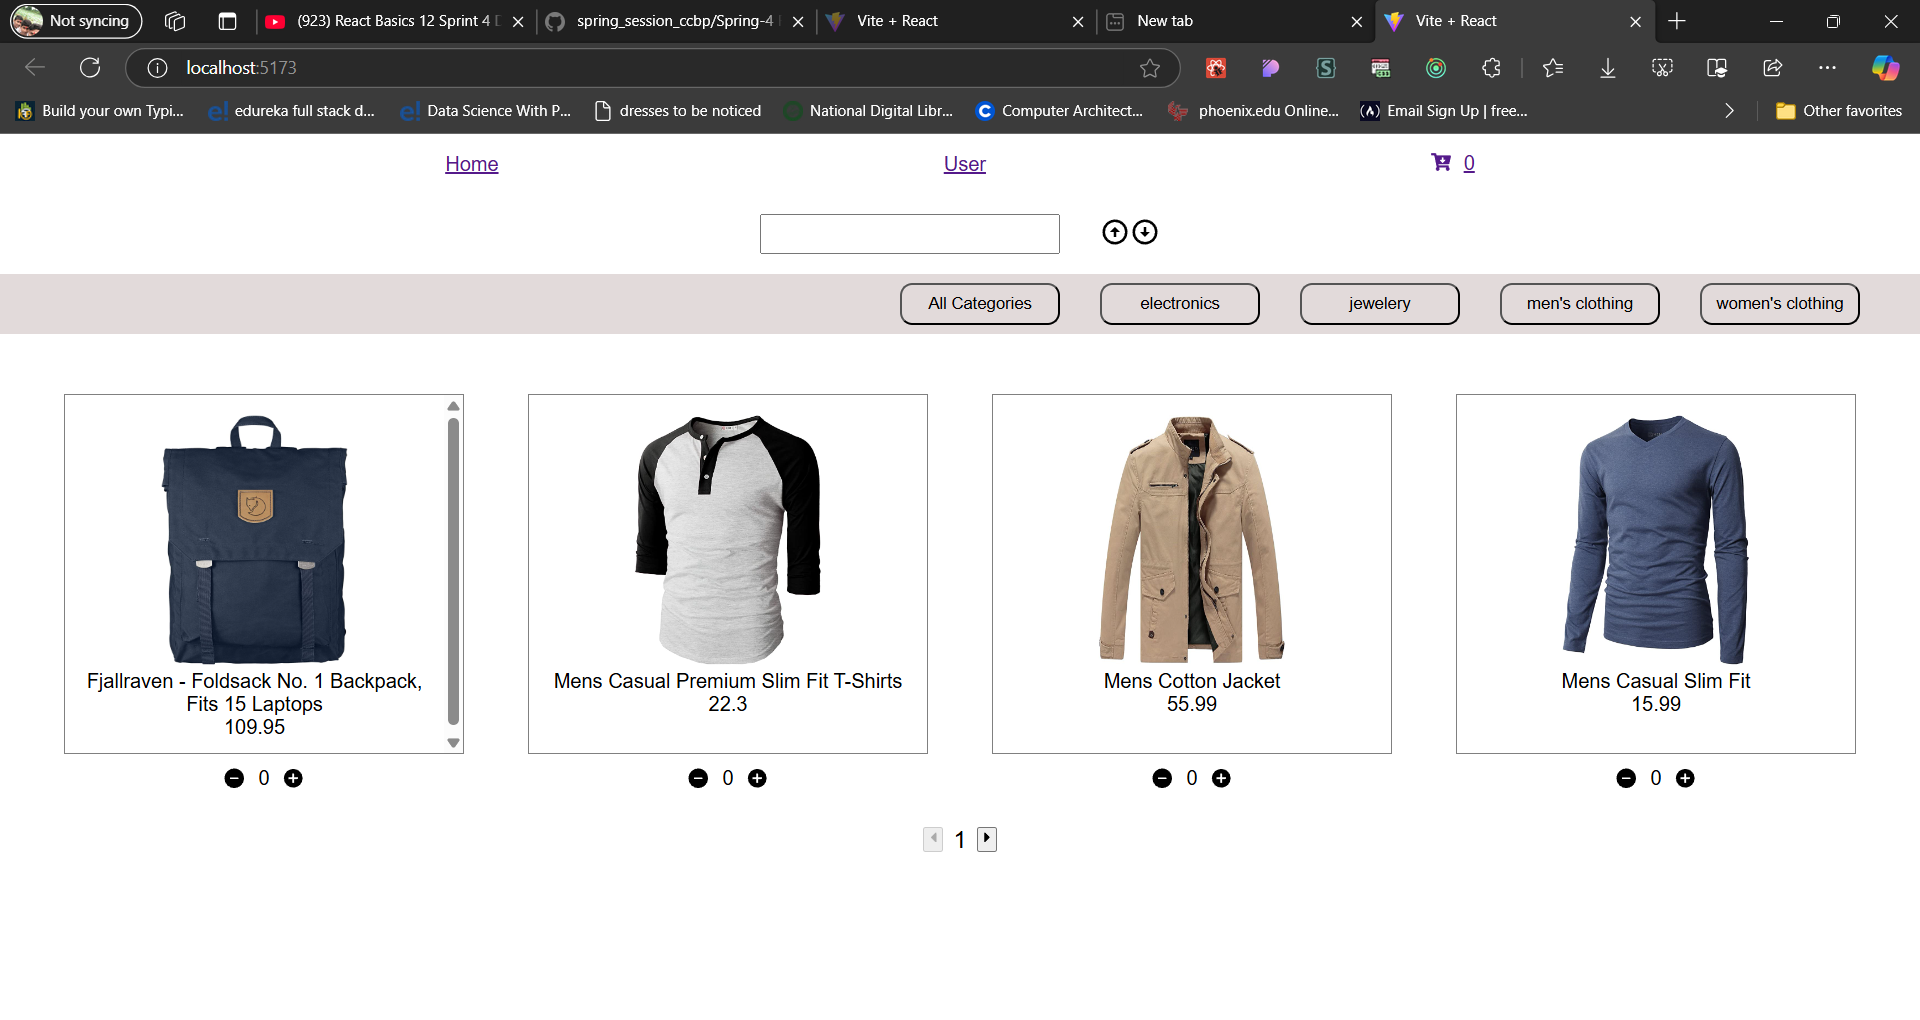 Not syncing
(923) React Basics 12 Sprint 4
spring_session_ccbp/Spring-4
Vite + React
New tab
Vite + React
localhost:5173
Build your own Typi...
edureka full stack d...
Data Science With P...
dresses to be noticed
National Digital Libr...
Computer Architect...
phoenix.edu Online...
Email Sign Up | free...
Other favorites
Home
User
0
All Categories
electronics
jewelery
men's clothing
women's clothing
Fjallraven - Foldsack No. 1 Backpack,
Fits 15 Laptops
109.95
Mens Casual Premium Slim Fit T-Shirts
22.3
Mens Cotton Jacket
55.99
Mens Casual Slim Fit
15.99
0
0
0
0
1